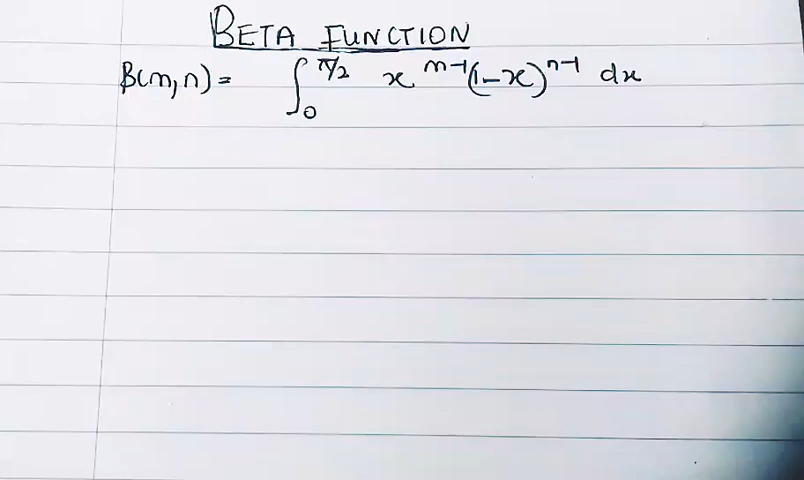 BETA FUNCTION
B(m,n) = ∫₀^π/2 x^m-1 (1-x)^n-1 dx